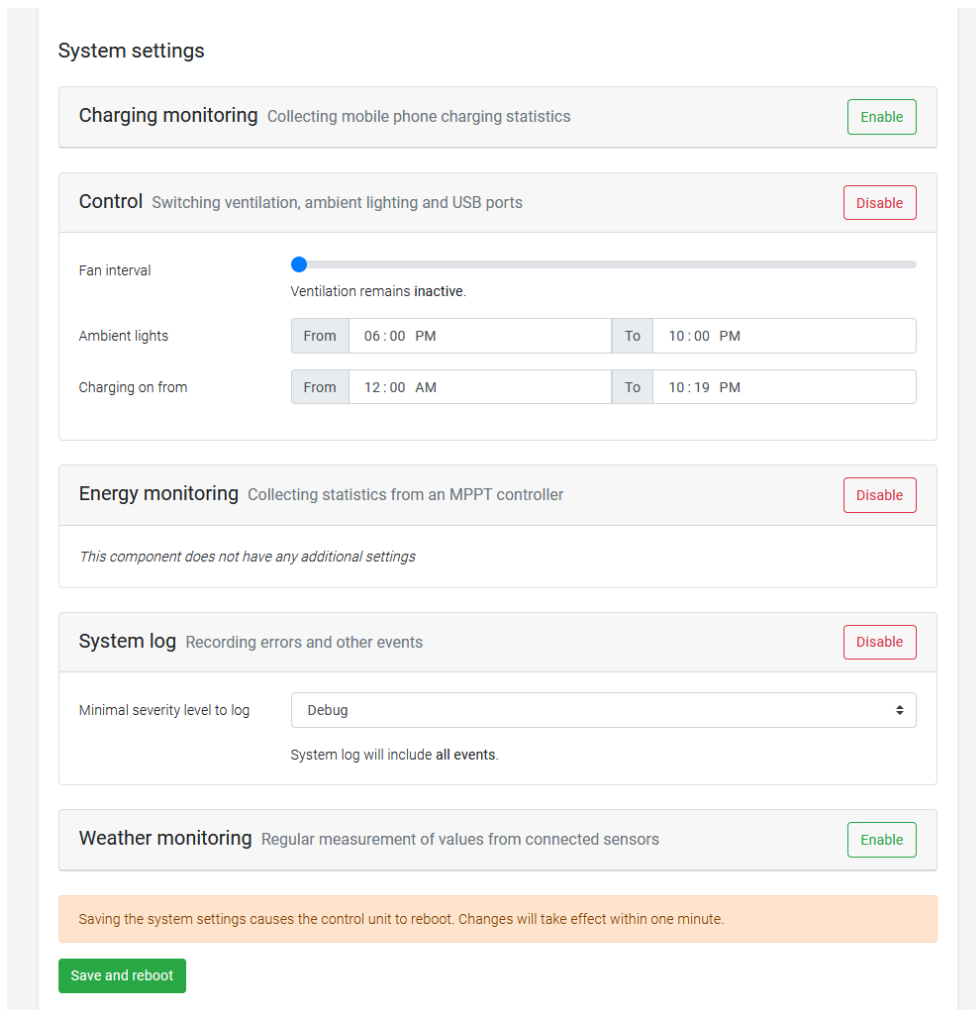 System settings
Charging monitoring Collecting mobile phone charging statistics Enable
Control Switching ventilation, ambient lighting and USB ports Disable
Fan interval
Ventilation remains inactive.
Ambient lights From 06:00 PM To 10:00 PM
Charging on from From 12:00 AM To 10:19 PM
Energy monitoring Collecting statistics from an MPPT controller Disable
This component does not have any additional settings
System log Recording errors and other events Disable
Minimal severity level to log Debug
System log will include all events.
Weather monitoring Regular measurement of values from connected sensors Enable
Saving the system settings causes the control unit to reboot. Changes will take effect within one minute.
Save and reboot